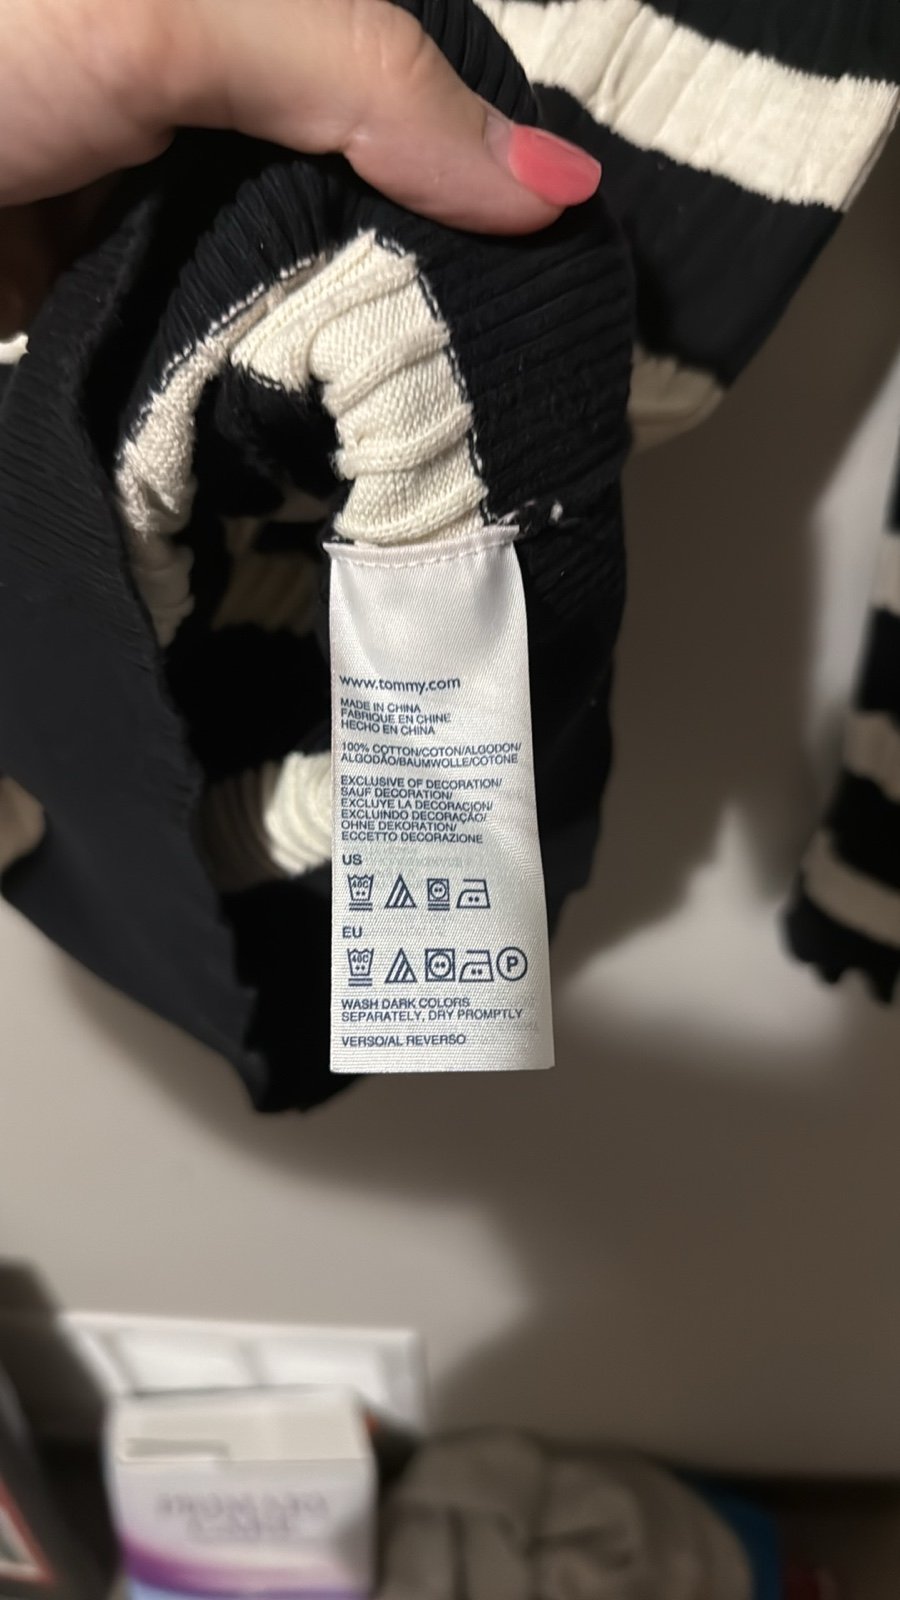 www.tommy.com
MADE IN CHINA
FABRIQUE EN CHINE
HECHO EN CHINA
100% COTTON/COTON/ALGODON/
ALGODÃO/BAUMWOLLE/COTONE
EXCLUSIVE OF DECORATION/
SAUF DECORATION/
EXCLUYE LA DECORACION/
EXCLUINDO DECORAÇÃO/
OHNE DEKORATION/
ECCETTO DECORAZIONE
US
40C
EU
40C P
WASH DARK COLORS
SEPARATELY, DRY PROMPTLY
VERSO/AL REVERSO